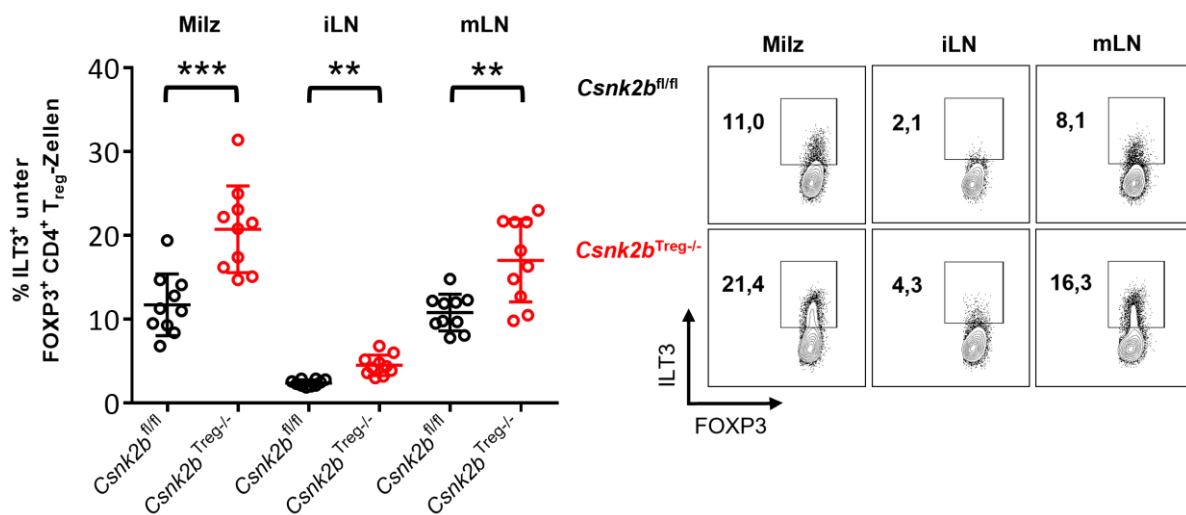 Milz iLN mLN
*** ** **
% ILT3⁺ unter
FOXP3⁺ CD4⁺ T_reg-Zellen
40
30
20
10
0
Csnk2b^fl/fl
Csnk2b^Treg-/-
Csnk2b^fl/fl
Csnk2b^Treg-/-
Csnk2b^fl/fl
Csnk2b^Treg-/-
Milz iLN mLN
Csnk2b^fl/fl
11,0 2,1 8,1
Csnk2b^Treg-/-
21,4 4,3 16,3
ILT3
FOXP3